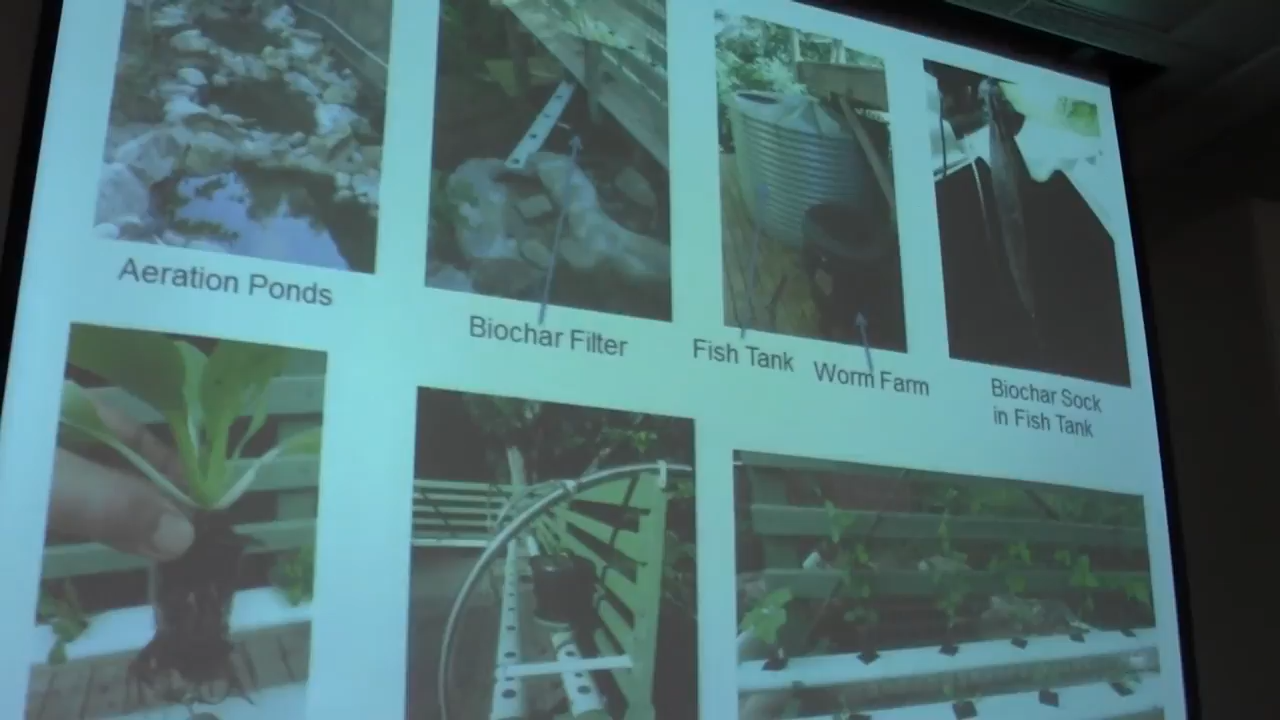 Aeration Ponds
Biochar Filter
Fish Tank
Worm Farm
Biochar Sock
in Fish Tank